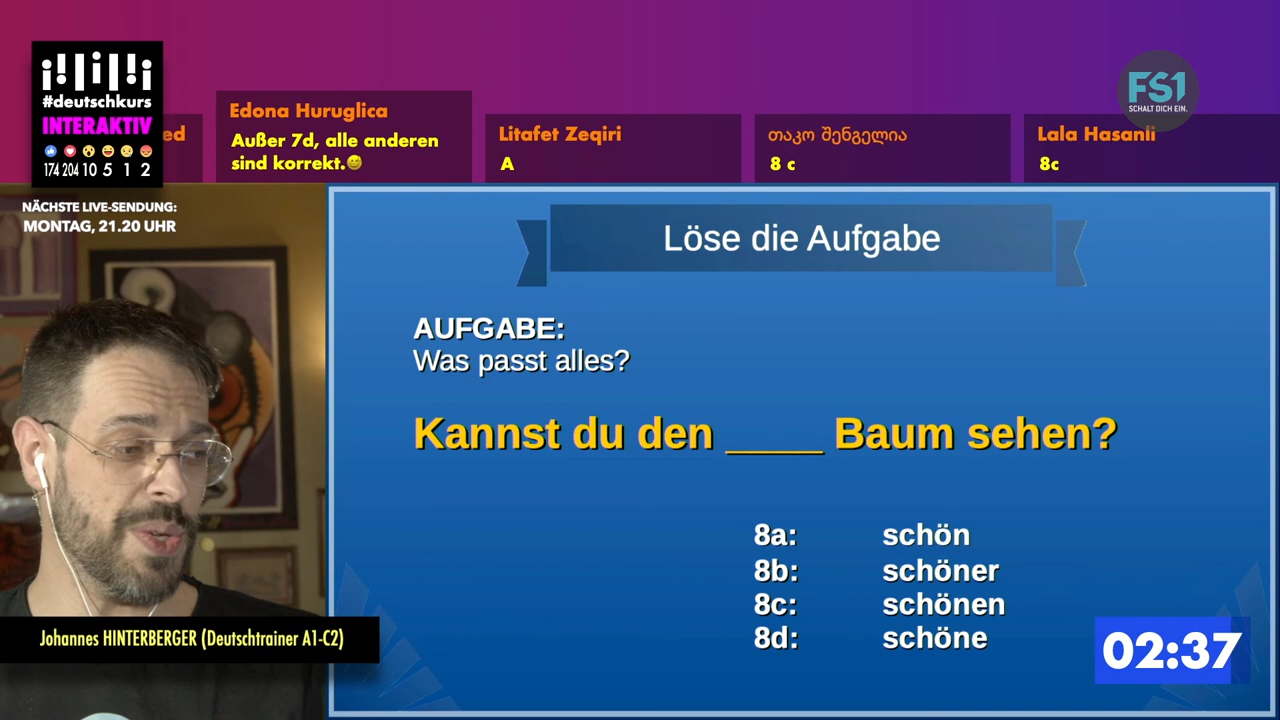 #deutschkurs
INTERAKTIV
174 204 10 5 1 2
NÄCHSTE LIVE-SENDUNG:
MONTAG, 21.20 UHR
ed
Edona Huruglica
Außer 7d, alle anderen
sind korrekt.😅
Litafet Zeqiri
A
თაკო შენგელია
8 c
Lala Hasanli
8c
FS1
SCHALT DICH EIN.
Löse die Aufgabe
AUFGABE:
Was passt alles?
Kannst du den ____ Baum sehen?
8a: schön
8b: schöner
8c: schönen
8d: schöne
02:37
Johannes HINTERBERGER (Deutschtrainer A1-C2)